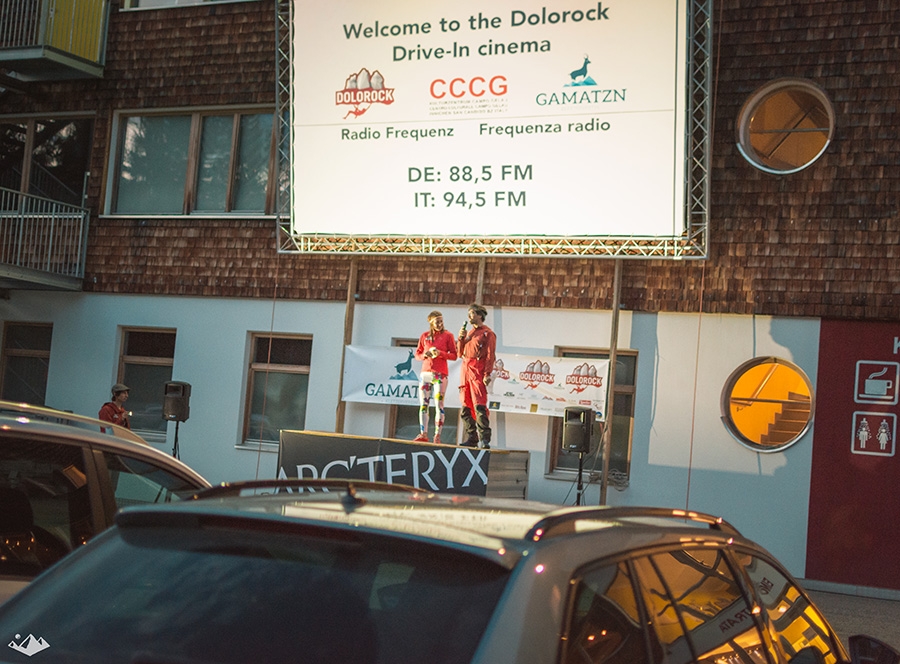 Welcome to the Dolorock
Drive-In cinema
DOLOROCK
CCCG
GAMATZN
Radio Frequenz Frequenza radio
DE: 88,5 FM
IT: 94,5 FM
GAMATZN
DOLOROCK
DOLOROCK
ARC'TERYX
K